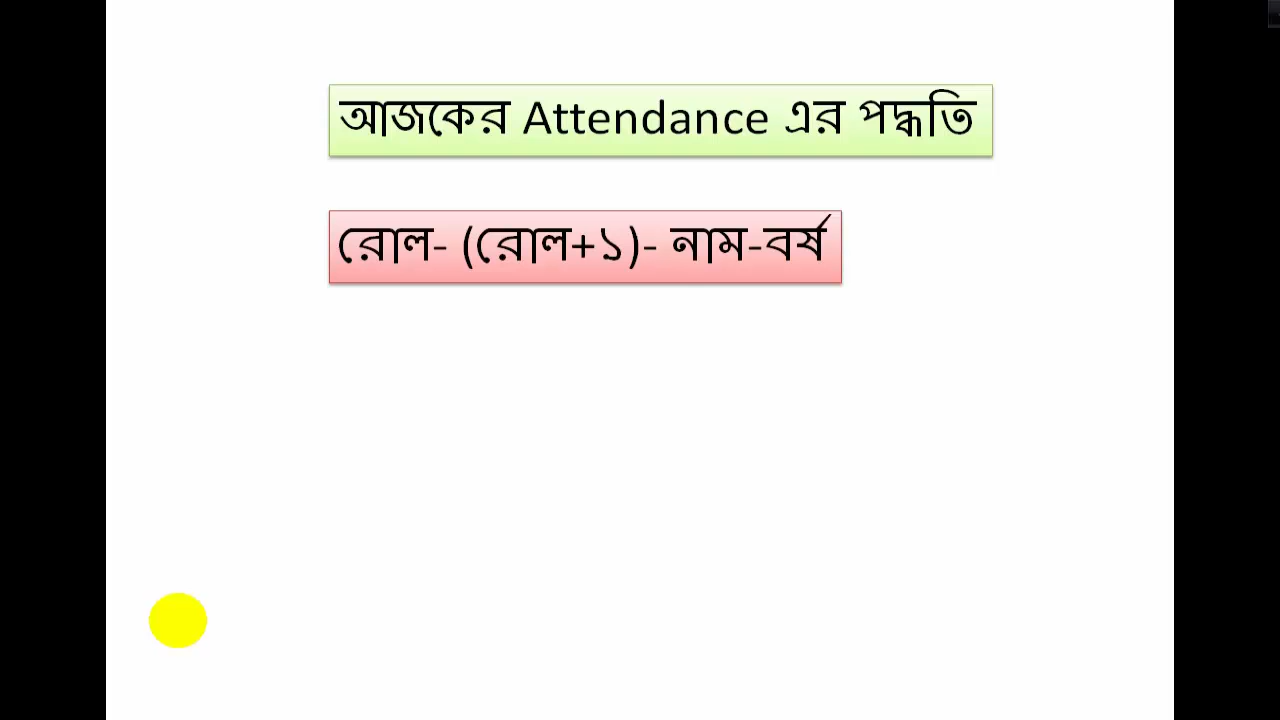 আজকের Attendance এর পদ্ধতি
রোল- (রোল+১)- নাম-বর্ষ